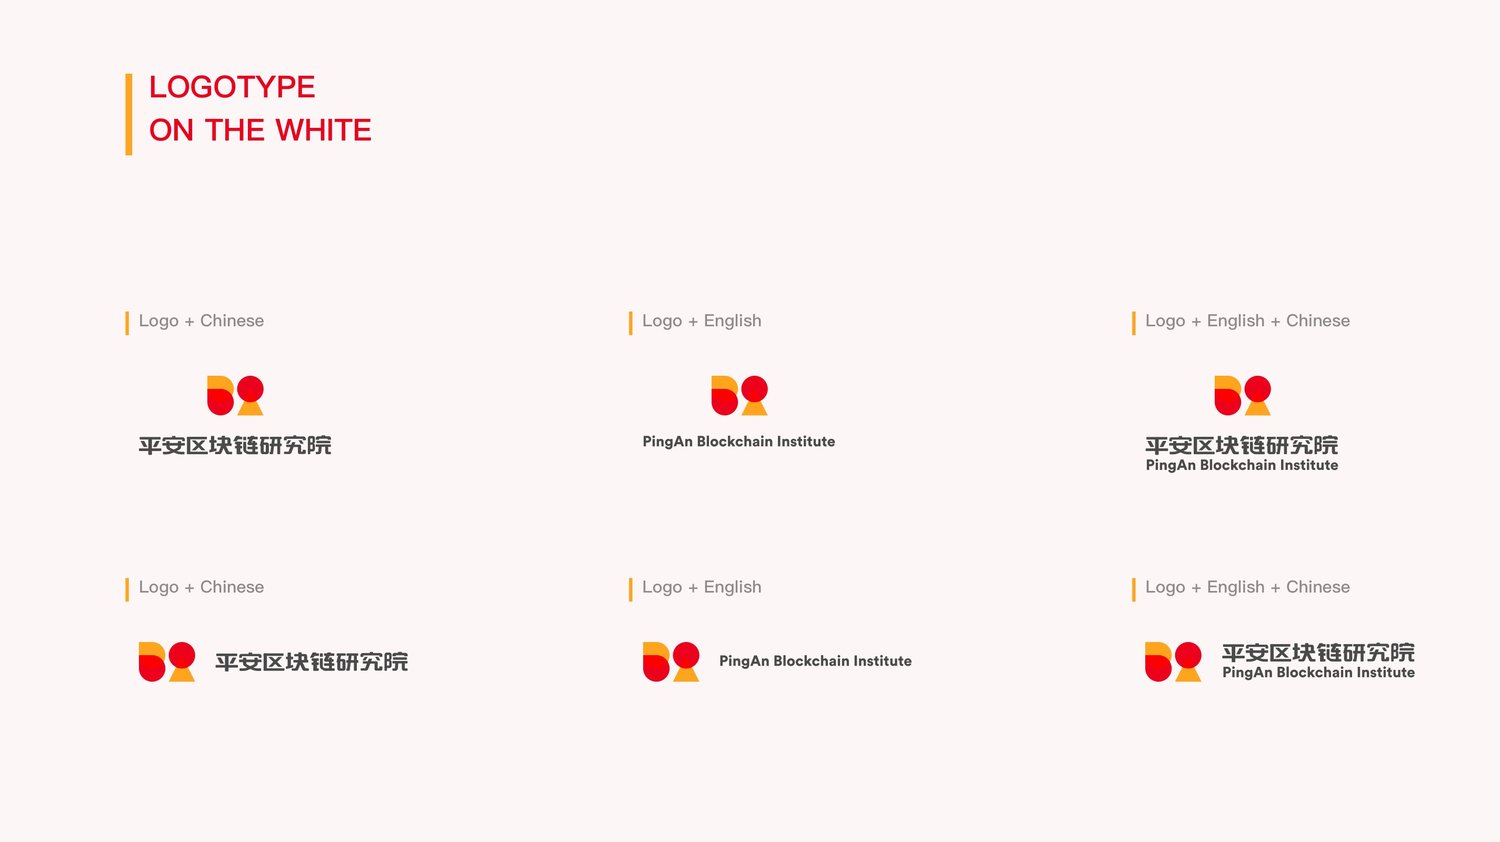 LOGOTYPE
ON THE WHITE
Logo + Chinese
平安区块链研究院
Logo + English
PingAn Blockchain Institute
Logo + English + Chinese
平安区块链研究院
PingAn Blockchain Institute
Logo + Chinese
平安区块链研究院
Logo + English
PingAn Blockchain Institute
Logo + English + Chinese
平安区块链研究院
PingAn Blockchain Institute